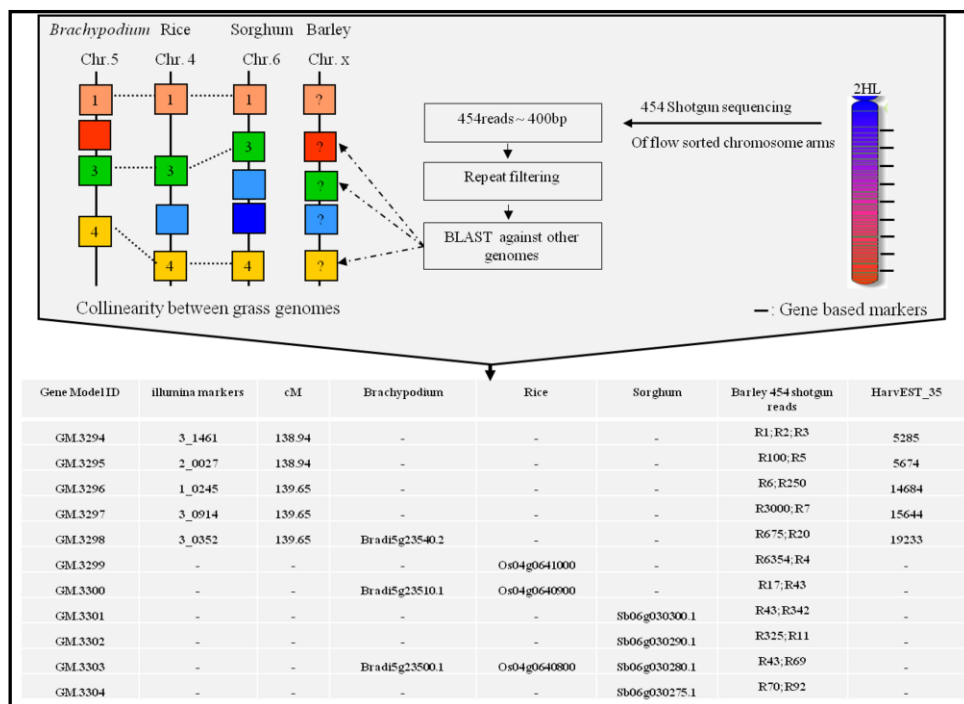 Brachypodium Rice Sorghum Barley
Chr.5 Chr. 4 Chr.6 Chr. x
1 1 1 ?
3 ?
3 3 ?
4 ?
4 4 ?
Collinearity between grass genomes
454reads~ 400bp
Repeat filtering
BLAST against other
genomes
454 Shotgun sequencing
Of flow sorted chromosome arms
2HL
: Gene based markers
Gene Model ID illumina markers cM Brachypodium Rice Sorghum Barley 454 shotgun reads HarvEST_35
GM.3294 3_1461 138.94 - - - R1;R2;R3 5285
GM.3295 2_0027 138.94 - - - R100;R5 5674
GM.3296 1_0245 139.65 - - - R6;R250 14684
GM.3297 3_0914 139.65 - - - R3000;R7 15644
GM.3298 3_0352 139.65 Bradi5g23540.2 - - R675;R20 19233
GM.3299 - - - Os04g0641000 - R6354;R4 -
GM.3300 - - Bradi5g23510.1 Os04g0640900 - R17;R43 -
GM.3301 - - - - Sb06g030300.1 R43;R342 -
GM.3302 - - - - Sb06g030290.1 R325;R11 -
GM.3303 - - Bradi5g23500.1 Os04g0640800 Sb06g030280.1 R43;R69 -
GM.3304 - - - - Sb06g030275.1 R70;R92 -